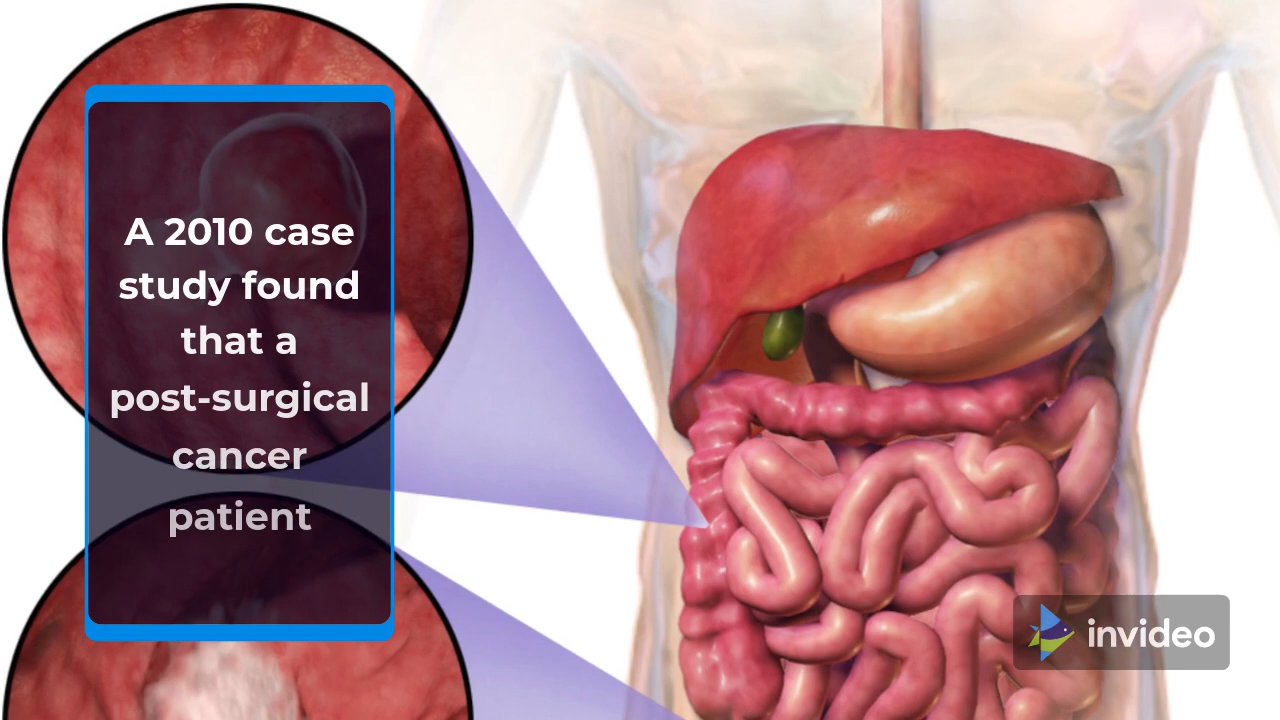 A 2010 case
study found
that a
post-surgical
cancer
patient
invideo